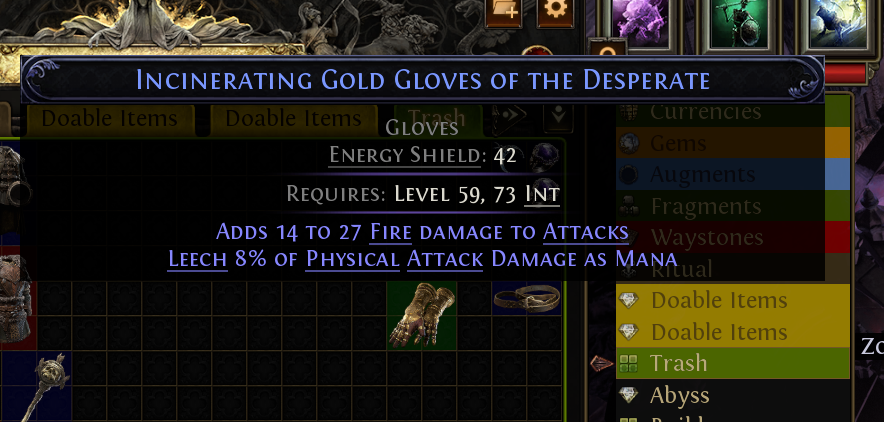 Incinerating Gold Gloves of the Desperate
Doable Items
Doable Items
Trash
Gloves
Energy Shield: 42
Requires: Level 59, 73 Int
Adds 14 to 27 Fire damage to Attacks
Leech 8% of Physical Attack Damage as Mana
Currencies
Gems
Augments
Fragments
Waystones
Ritual
Doable Items
Doable Items
Trash
Abyss